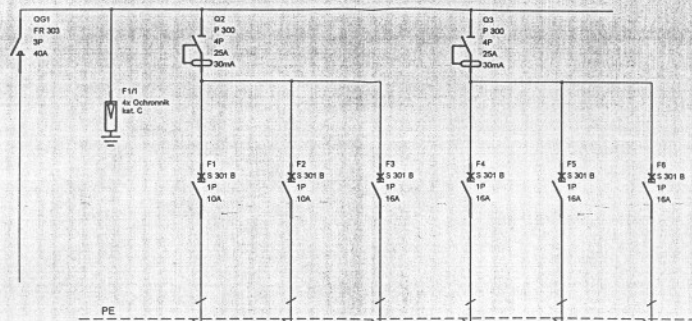 QG1
FR 303
3P
40A
F1/1
4x Ochronnik
kat. C
Q2
P 300
4P
25A
30mA
Q3
P 300
4P
25A
30mA
F1
S 301 B
1P
10A
F2
S 301 B
1P
10A
F3
S 301 B
1P
16A
F4
S 301 B
1P
16A
F5
S 301 B
1P
16A
F6
S 301 B
1P
16A
PE